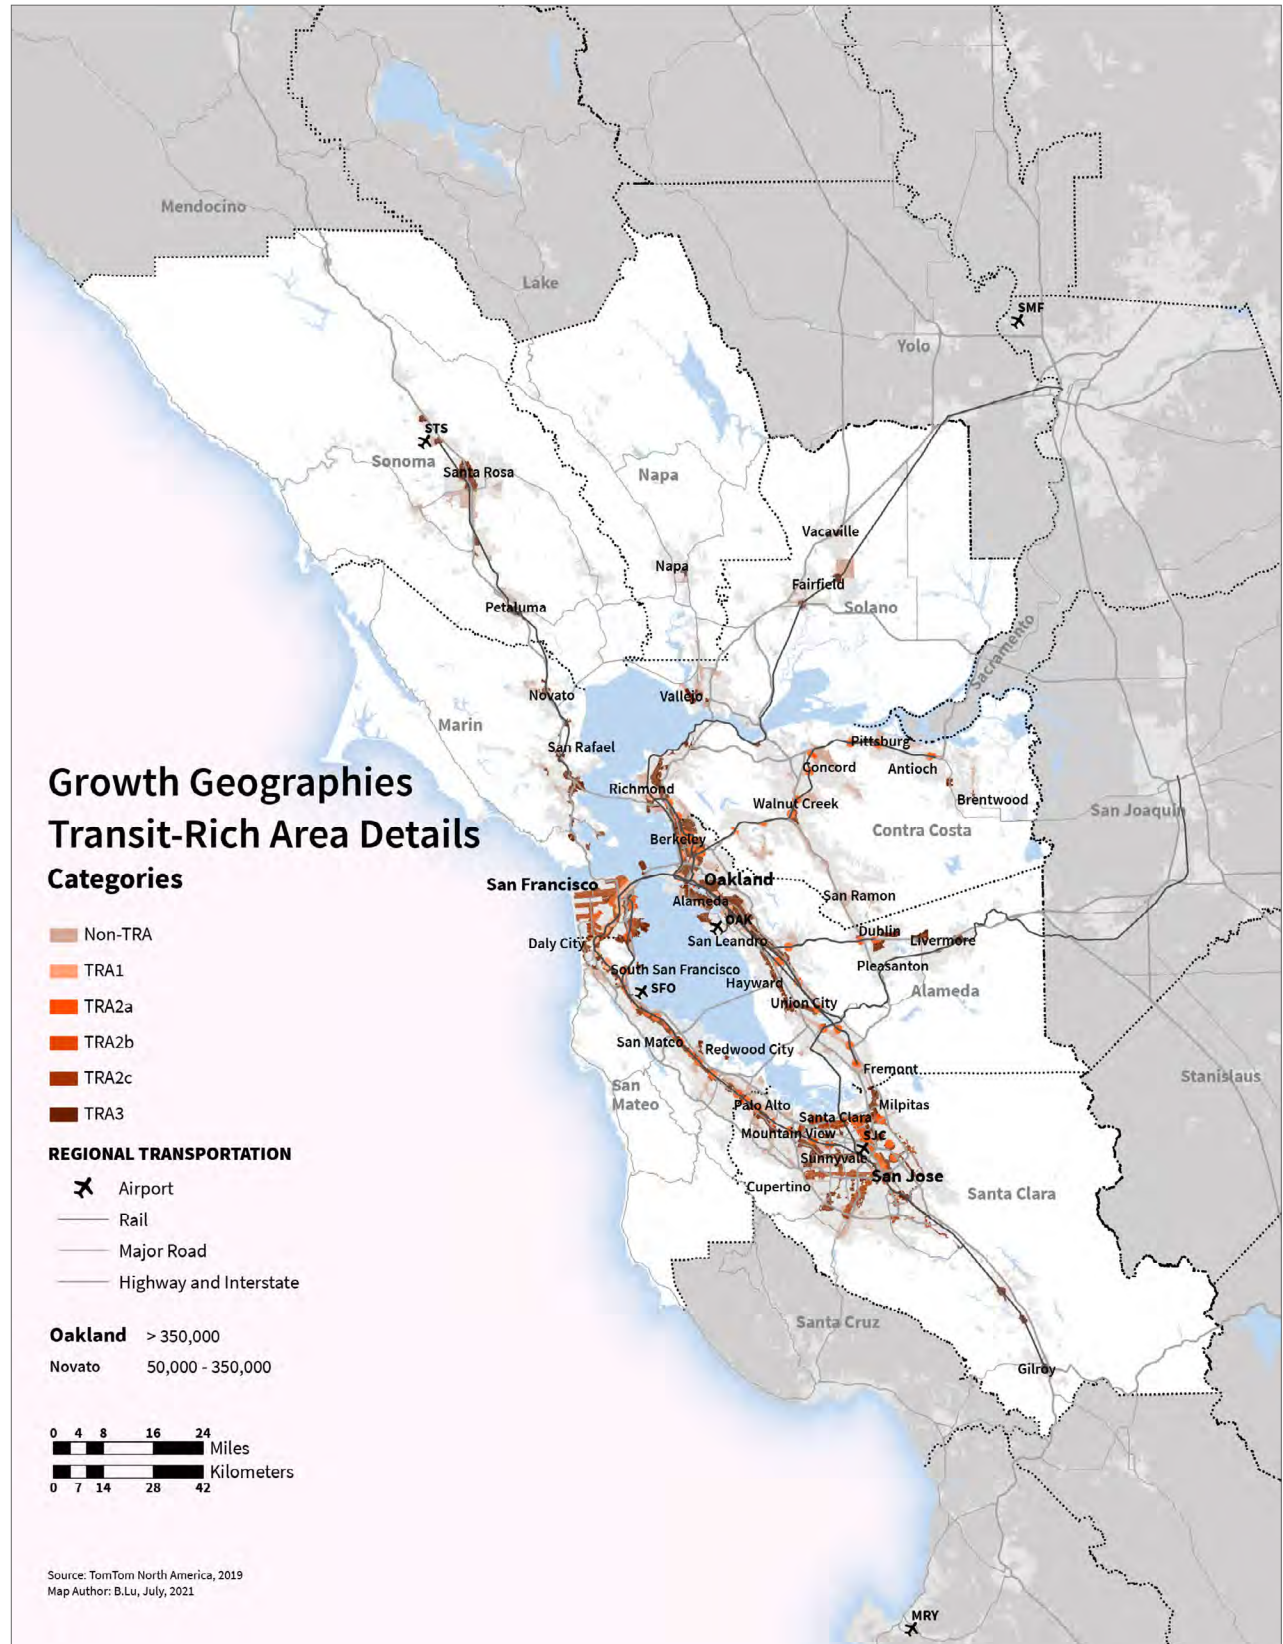 Growth Geographies
Transit-Rich Area Details
Categories
Non-TRA
TRA1
TRA2a
TRA2b
TRA2c
TRA3
REGIONAL TRANSPORTATION
Airport
Rail
Major Road
Highway and Interstate
Oakland > 350,000
Novato 50,000 - 350,000
0 4 8 16 24
Miles
Kilometers
0 7 14 28 42
Source: TomTom North America, 2019
Map Author: B.Lu, July, 2021
Mendocino
Lake
SMF
Yolo
STS
Sonoma
Santa Rosa
Napa
Vacaville
Napa
Fairfield
Petaluma
Solano
Sacramento
Novato
Vallejo
Marin
San Rafael
Pittsburg
Concord
Antioch
Richmond
Walnut Creek
Brentwood
San Joaquin
Berkeley
Contra Costa
San Francisco
Oakland
Alameda
San Ramon
OAK
Daly City
San Leandro
Dublin
Livermore
South San Francisco
Pleasanton
SFO
Hayward
Alameda
Union City
San Mateo
Redwood City
Fremont
San
Mateo
Stanislaus
Palo Alto
Milpitas
Santa Clara
Mountain View
SJC
Sunnyvale
San Jose
Cupertino
Santa Clara
Santa Cruz
Gilroy
MRY